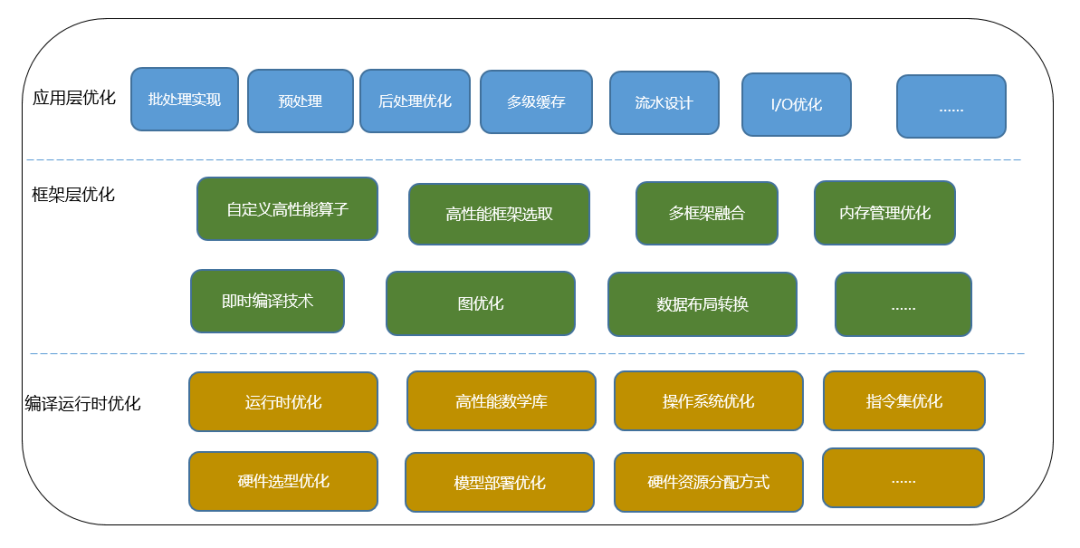 应用层优化
批处理实现
预处理
后处理优化
多级缓存
流水设计
I/O优化
......
框架层优化
自定义高性能算子
高性能框架选取
多框架融合
内存管理优化
即时编译技术
图优化
数据布局转换
......
编译运行时优化
运行时优化
高性能数学库
操作系统优化
指令集优化
硬件选型优化
模型部署优化
硬件资源分配方式
......